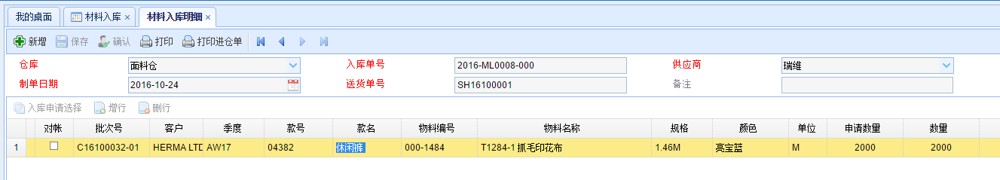 我的桌面 材料入库 × 材料入库明细 ×
新增 保存 确认 打印 打印进仓单
仓库 面料仓 入库单号 2016-ML0008-000 供应商 瑞维
制单日期 2016-10-24 送货单号 SH16100001 备注
入库申请选择 增行 删行
对帐 批次号 客户 季度 款号 款名 物料编号 物料名称 规格 颜色 单位 申请数量 数量
1 C16100032-01 HERMA LTD AW17 04382 休闲裤 000-1484 T1284-1 抓毛印花布 1.46M 亮宝蓝 M 2000 2000